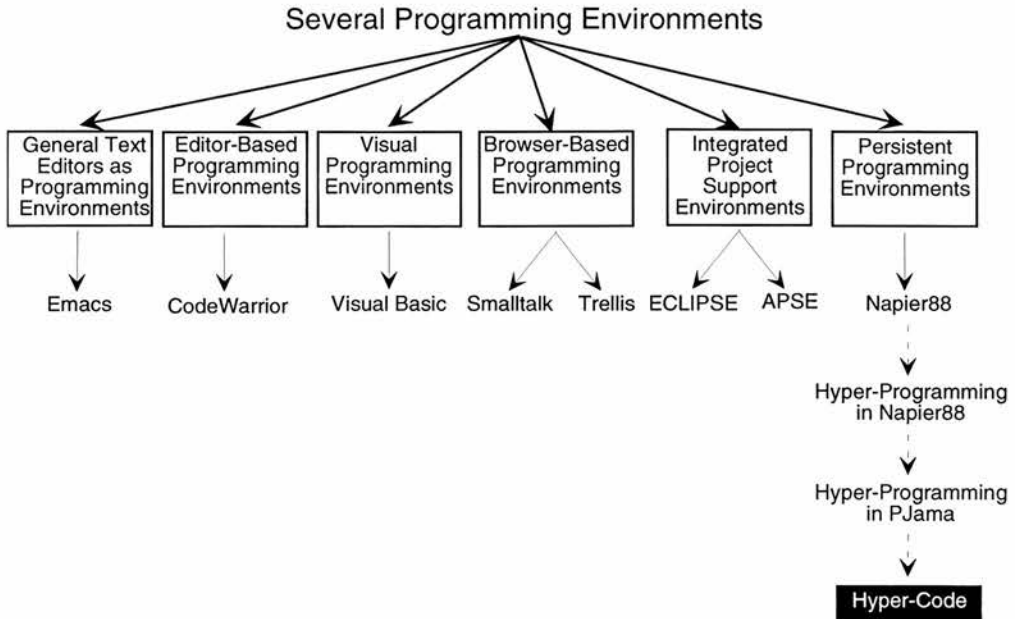 Several Programming Environments
General Text
Editors as
Programming
Environments
Editor-Based
Programming
Environments
Visual
Programming
Environments
Browser-Based
Programming
Environments
Integrated
Project
Support
Environments
Persistent
Programming
Environments
Emacs
CodeWarrior
Visual Basic
Smalltalk
Trellis
ECLIPSE
APSE
Napier88
Hyper-Programming
in Napier88
Hyper-Programming
in PJama
Hyper-Code